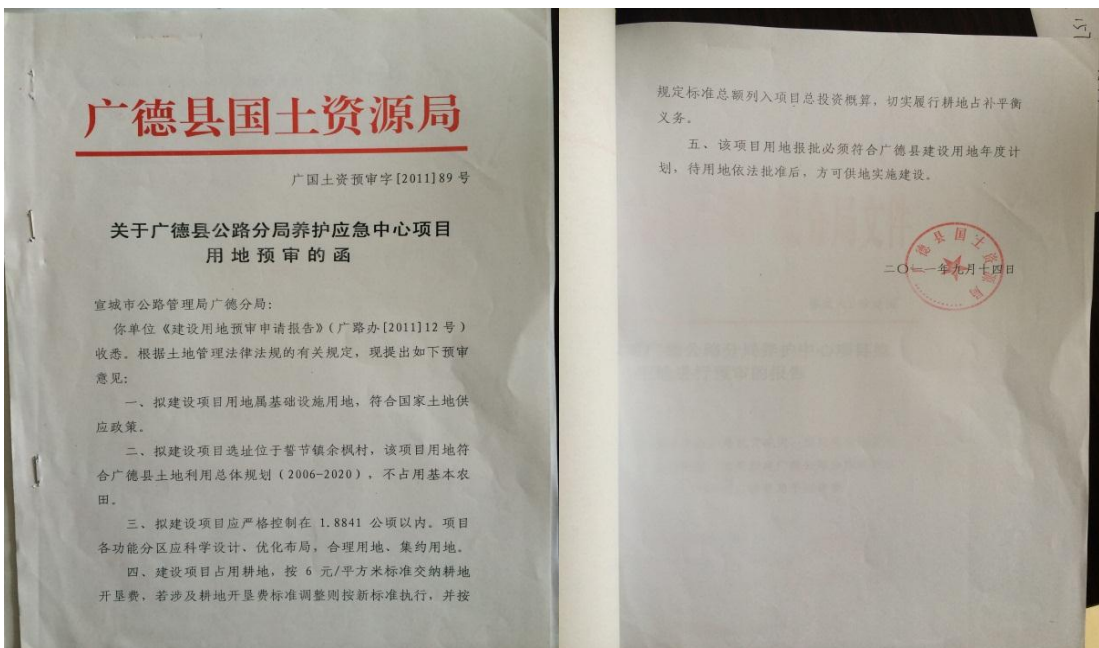 广德县国土资源局
广国土资预审字[2011]89 号
关于广德县公路分局养护应急中心项目
用地预审的函
宣城市公路管理局广德分局:
你单位《建设用地预审申请报告》(广路办[2011]12 号)
收悉。根据土地管理法律法规的有关规定，现提出如下预审
意见:
一、拟建设项目用地属基础设施用地，符合国家土地供
应政策。
二、拟建设项目选址位于誓节镇余枫村，该项目用地符
合广德县土地利用总体规划(2006-2020)，不占用基本农
田。
三、拟建设项目应严格控制在 1.8841 公顷以内。项目
各功能分区应科学设计、优化布局，合理用地、集约用地。
四、建设项目占用耕地，按 6 元/平方米标准交纳耕地
开垦费，若涉及耕地开垦费标准调整则按新标准执行，并按
规定标准总额列入项目总投资概算，切实履行耕地占补平衡
义务。
五、该项目用地报批必须符合广德县建设用地年度计
划，待用地依法批准后，方可供地实施建设。
广德县国土资源局
二〇一一年九月十四日